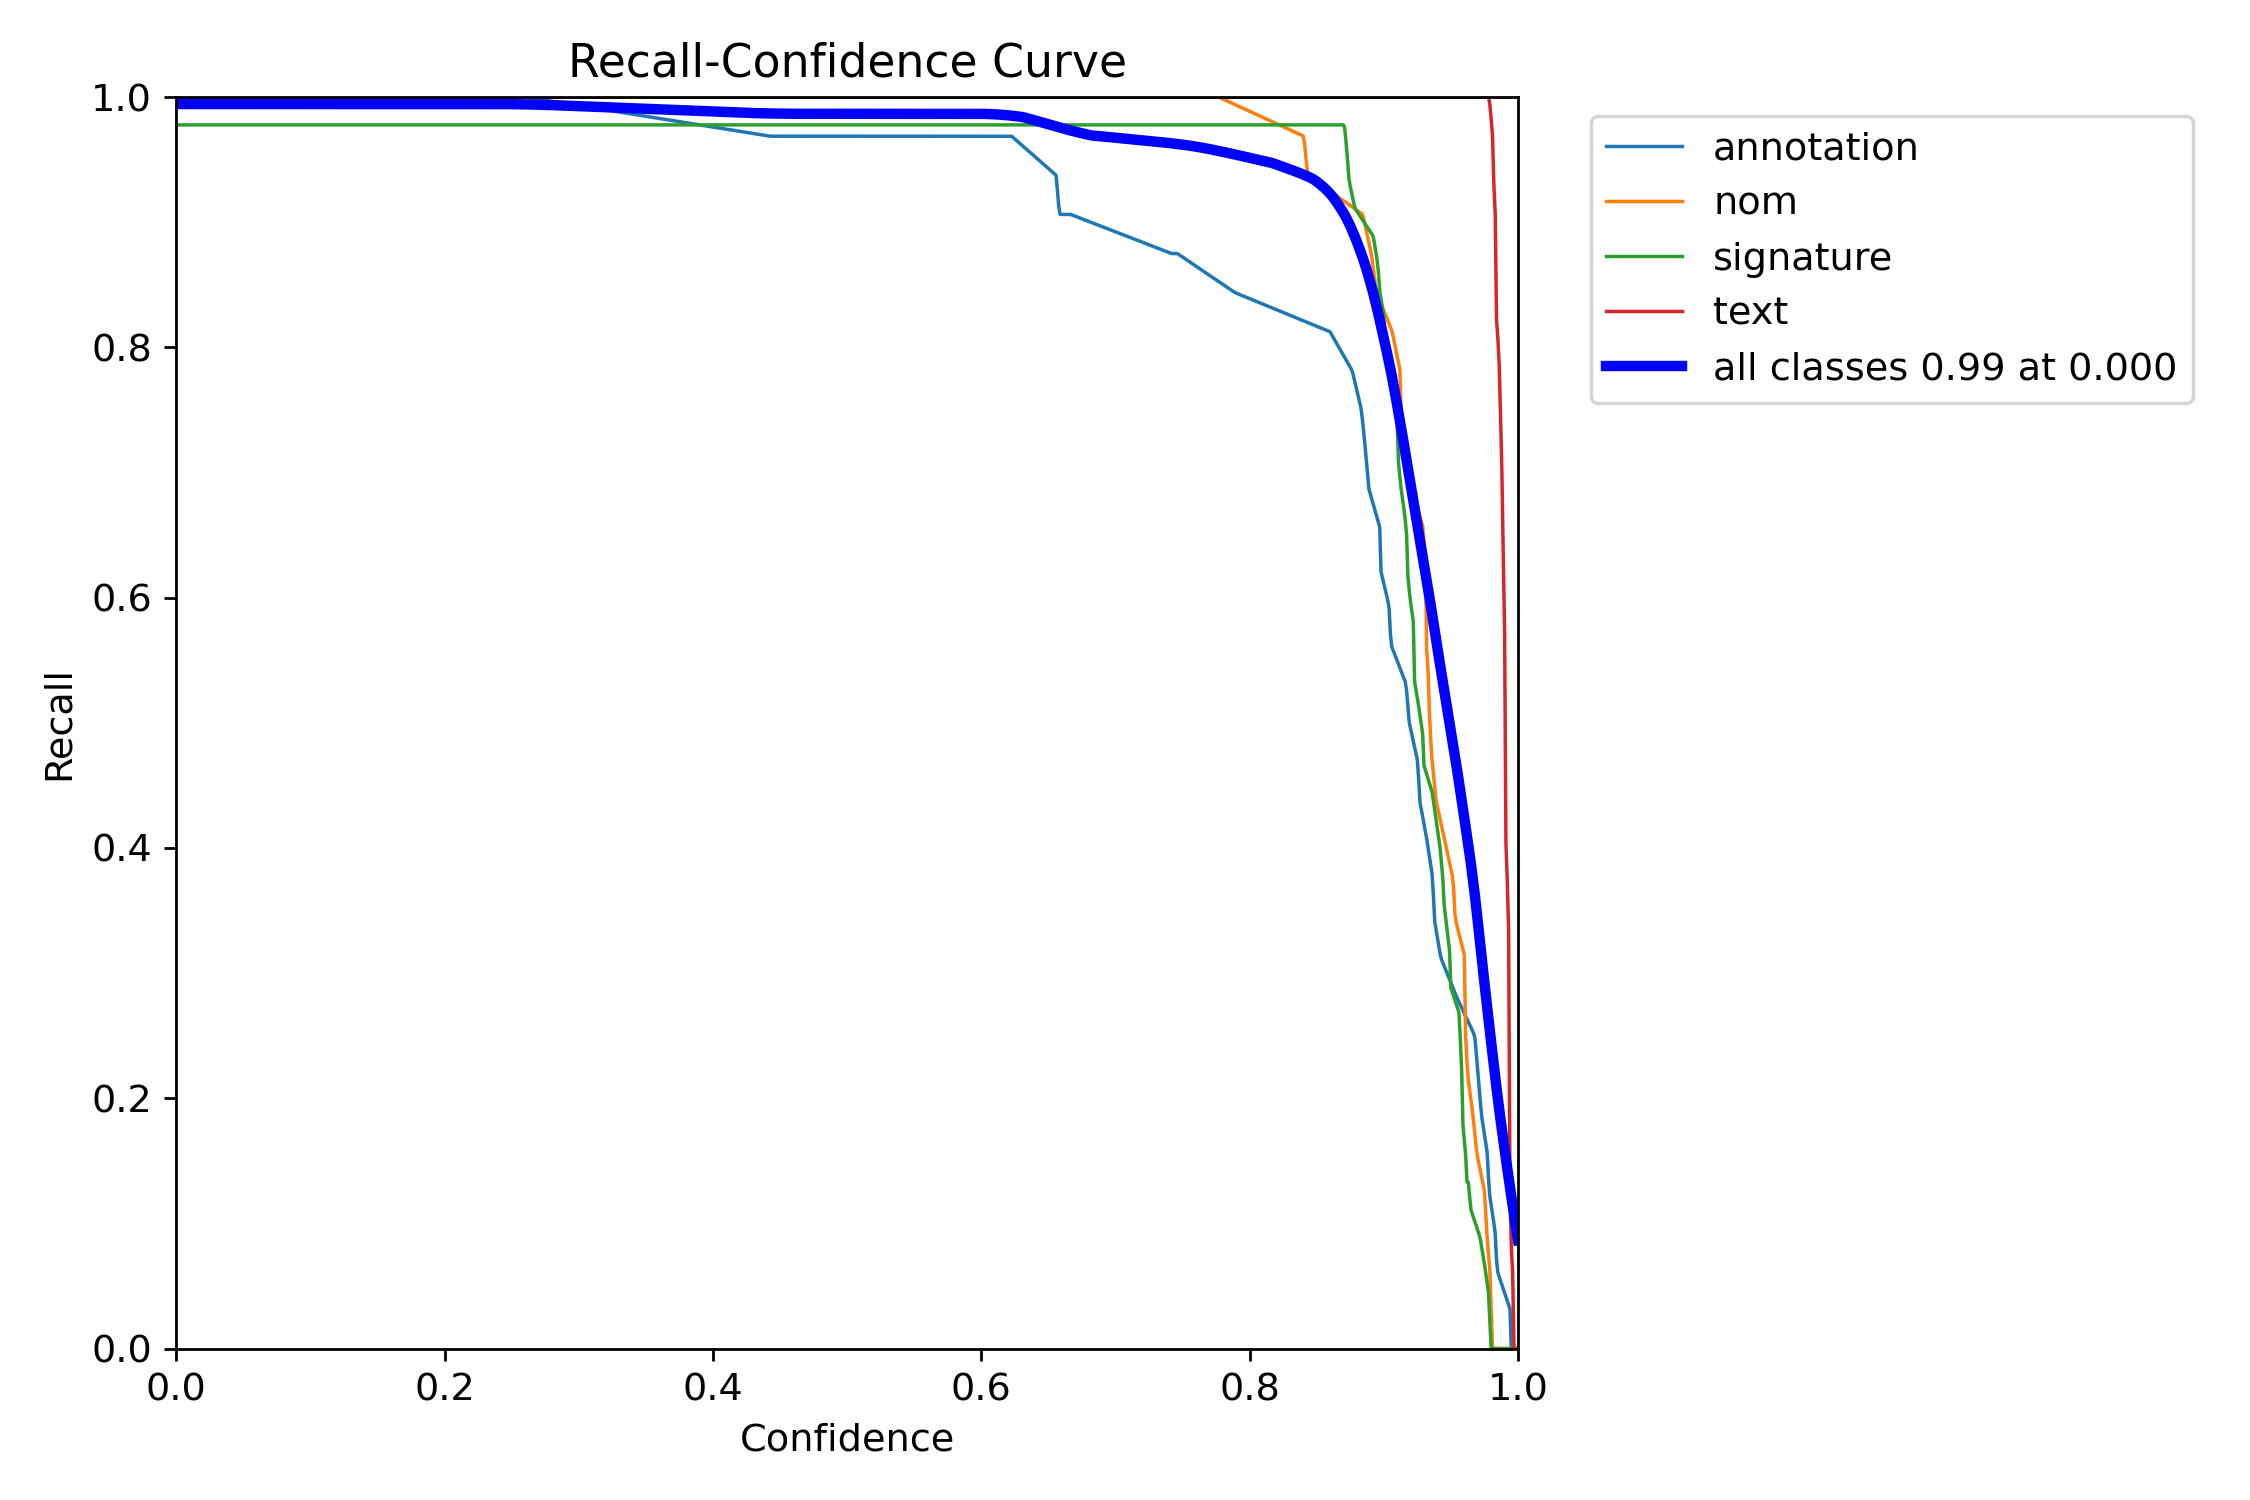 Recall-Confidence Curve
1.0
0.8
0.6
0.4
0.2
0.0
Recall
0.0 0.2 0.4 0.6 0.8 1.0
Confidence
annotation
nom
signature
text
all classes 0.99 at 0.000